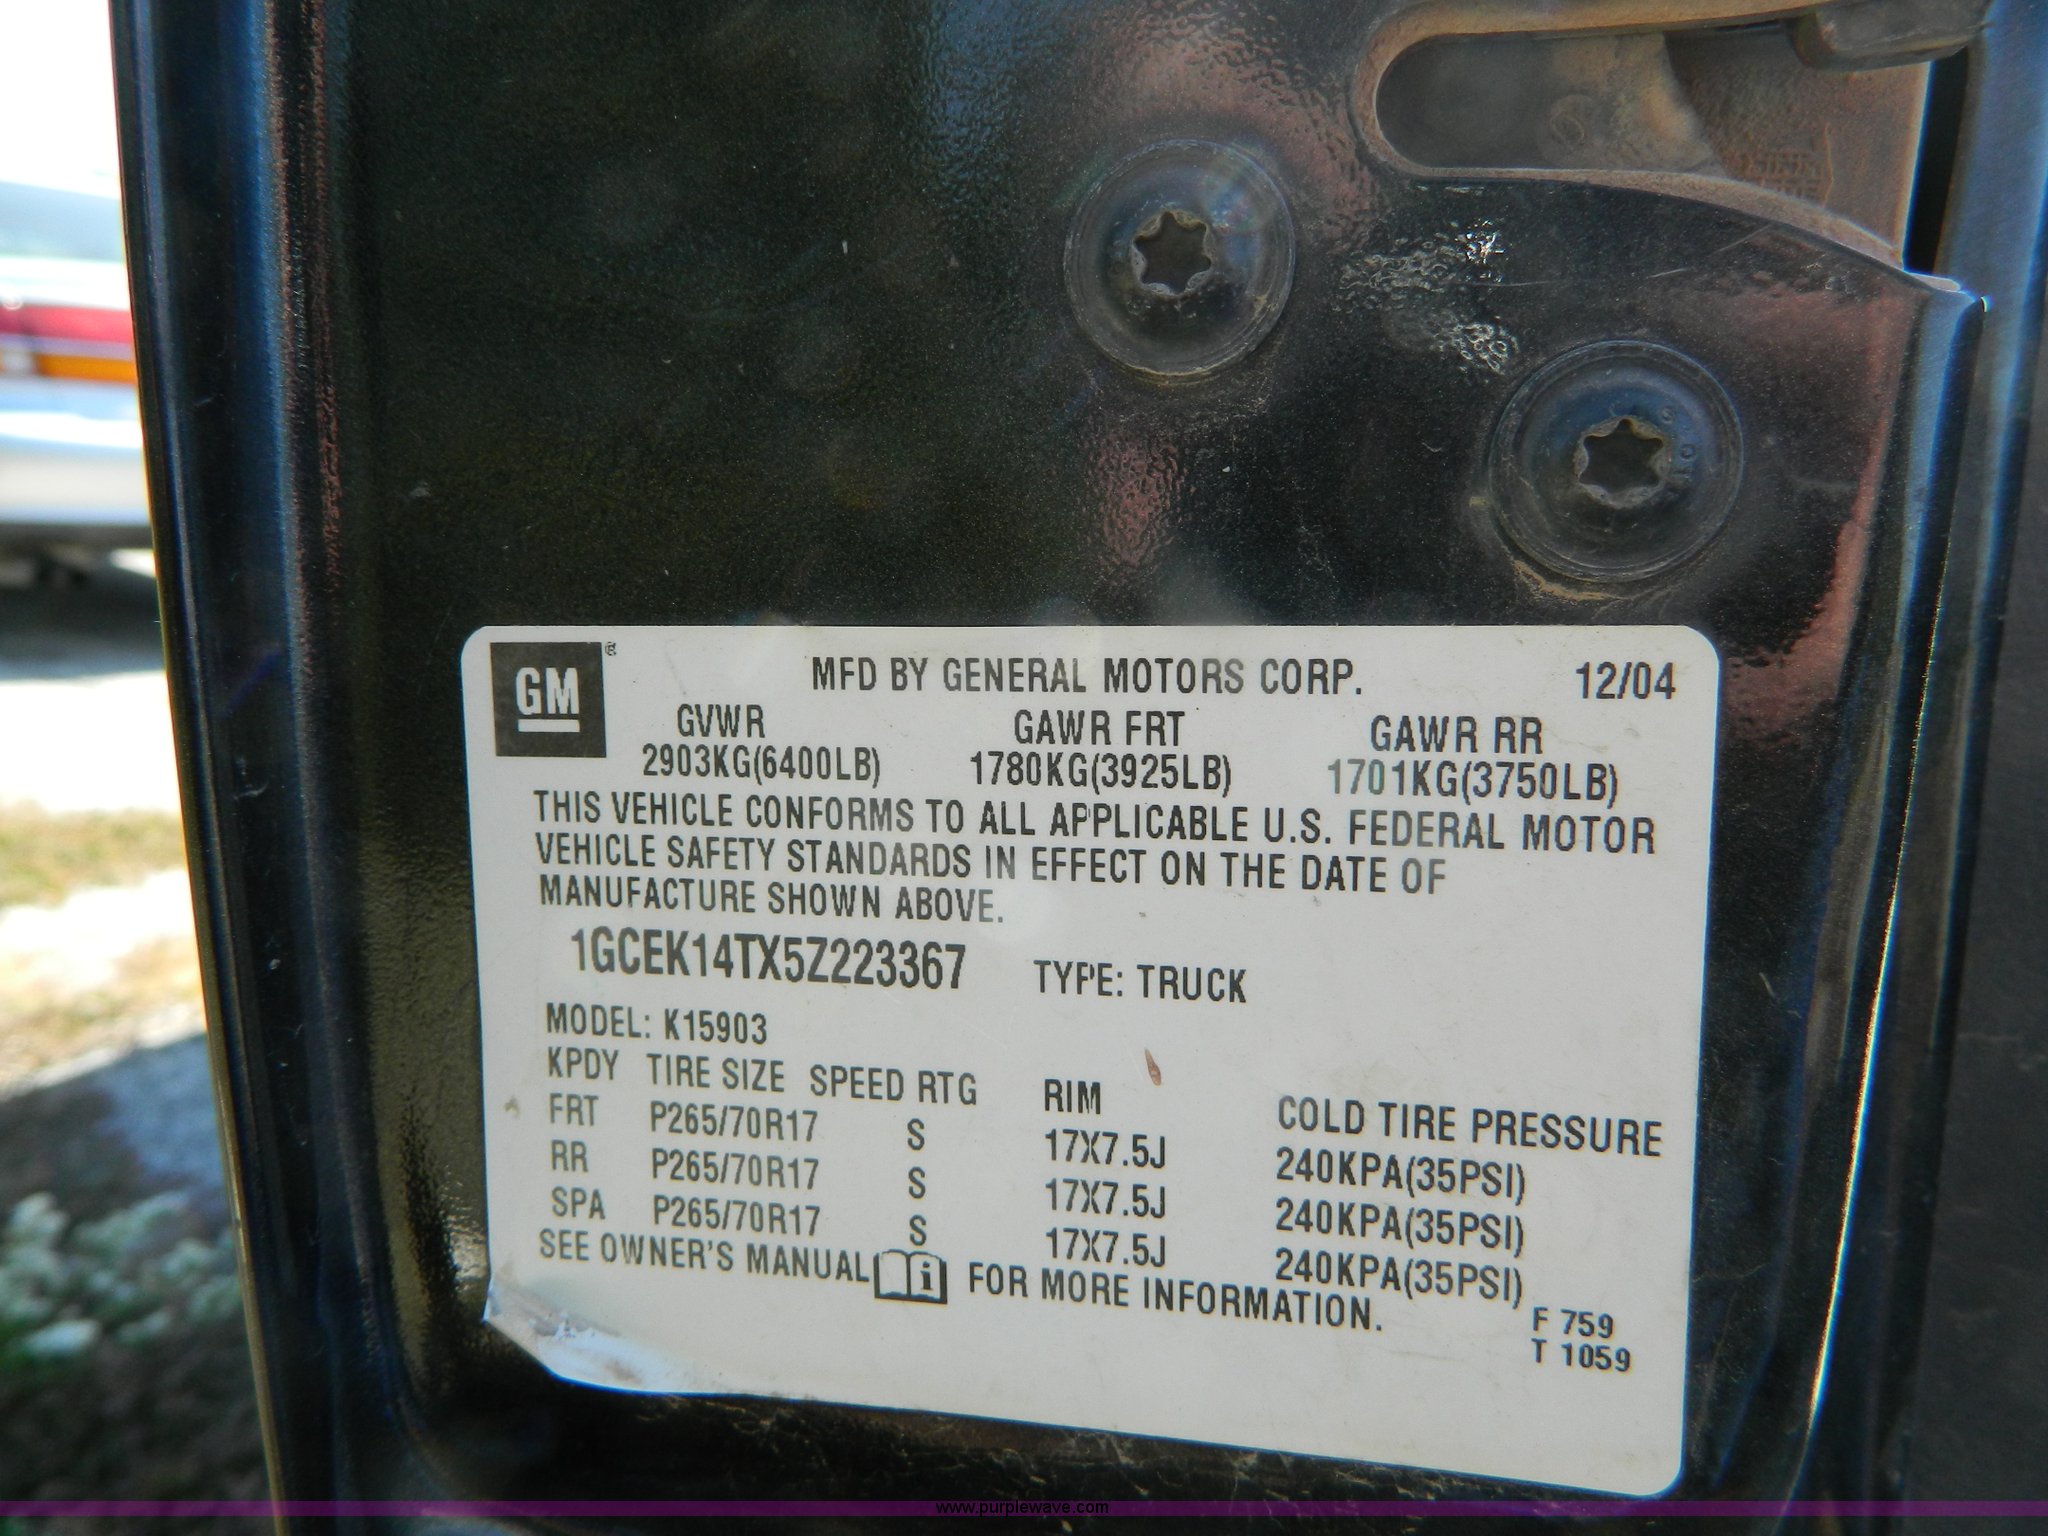 GM ®
MFD BY GENERAL MOTORS CORP. 12/04
GVWR GAWR FRT GAWR RR
2903KG(6400LB) 1780KG(3925LB) 1701KG(3750LB)
THIS VEHICLE CONFORMS TO ALL APPLICABLE U.S. FEDERAL MOTOR
VEHICLE SAFETY STANDARDS IN EFFECT ON THE DATE OF
MANUFACTURE SHOWN ABOVE.
1GCEK14TX5Z223367 TYPE: TRUCK
MODEL: K15903
KPDY TIRE SIZE SPEED RTG RIM COLD TIRE PRESSURE
FRT P265/70R17 S 17X7.5J 240KPA(35PSI)
RR P265/70R17 S 17X7.5J 240KPA(35PSI)
SPA P265/70R17 S 17X7.5J 240KPA(35PSI)
SEE OWNER'S MANUAL i FOR MORE INFORMATION.
F 759
T 1059
www.purplewave.com